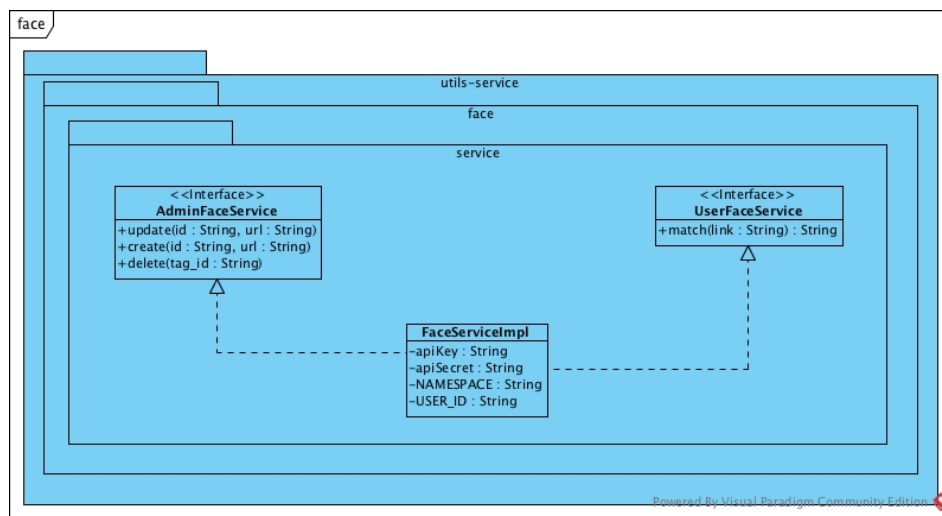 face
utils-service
face
service
<<Interface>>
AdminFaceService
+update(id : String, url : String)
+create(id : String, url : String)
+delete(tag_id : String)
<<Interface>>
UserFaceService
+match(link : String) : String
FaceServiceImpl
-apiKey : String
-apiSecret : String
-NAMESPACE : String
-USER_ID : String
Powered By Visual Paradigm Community Edition